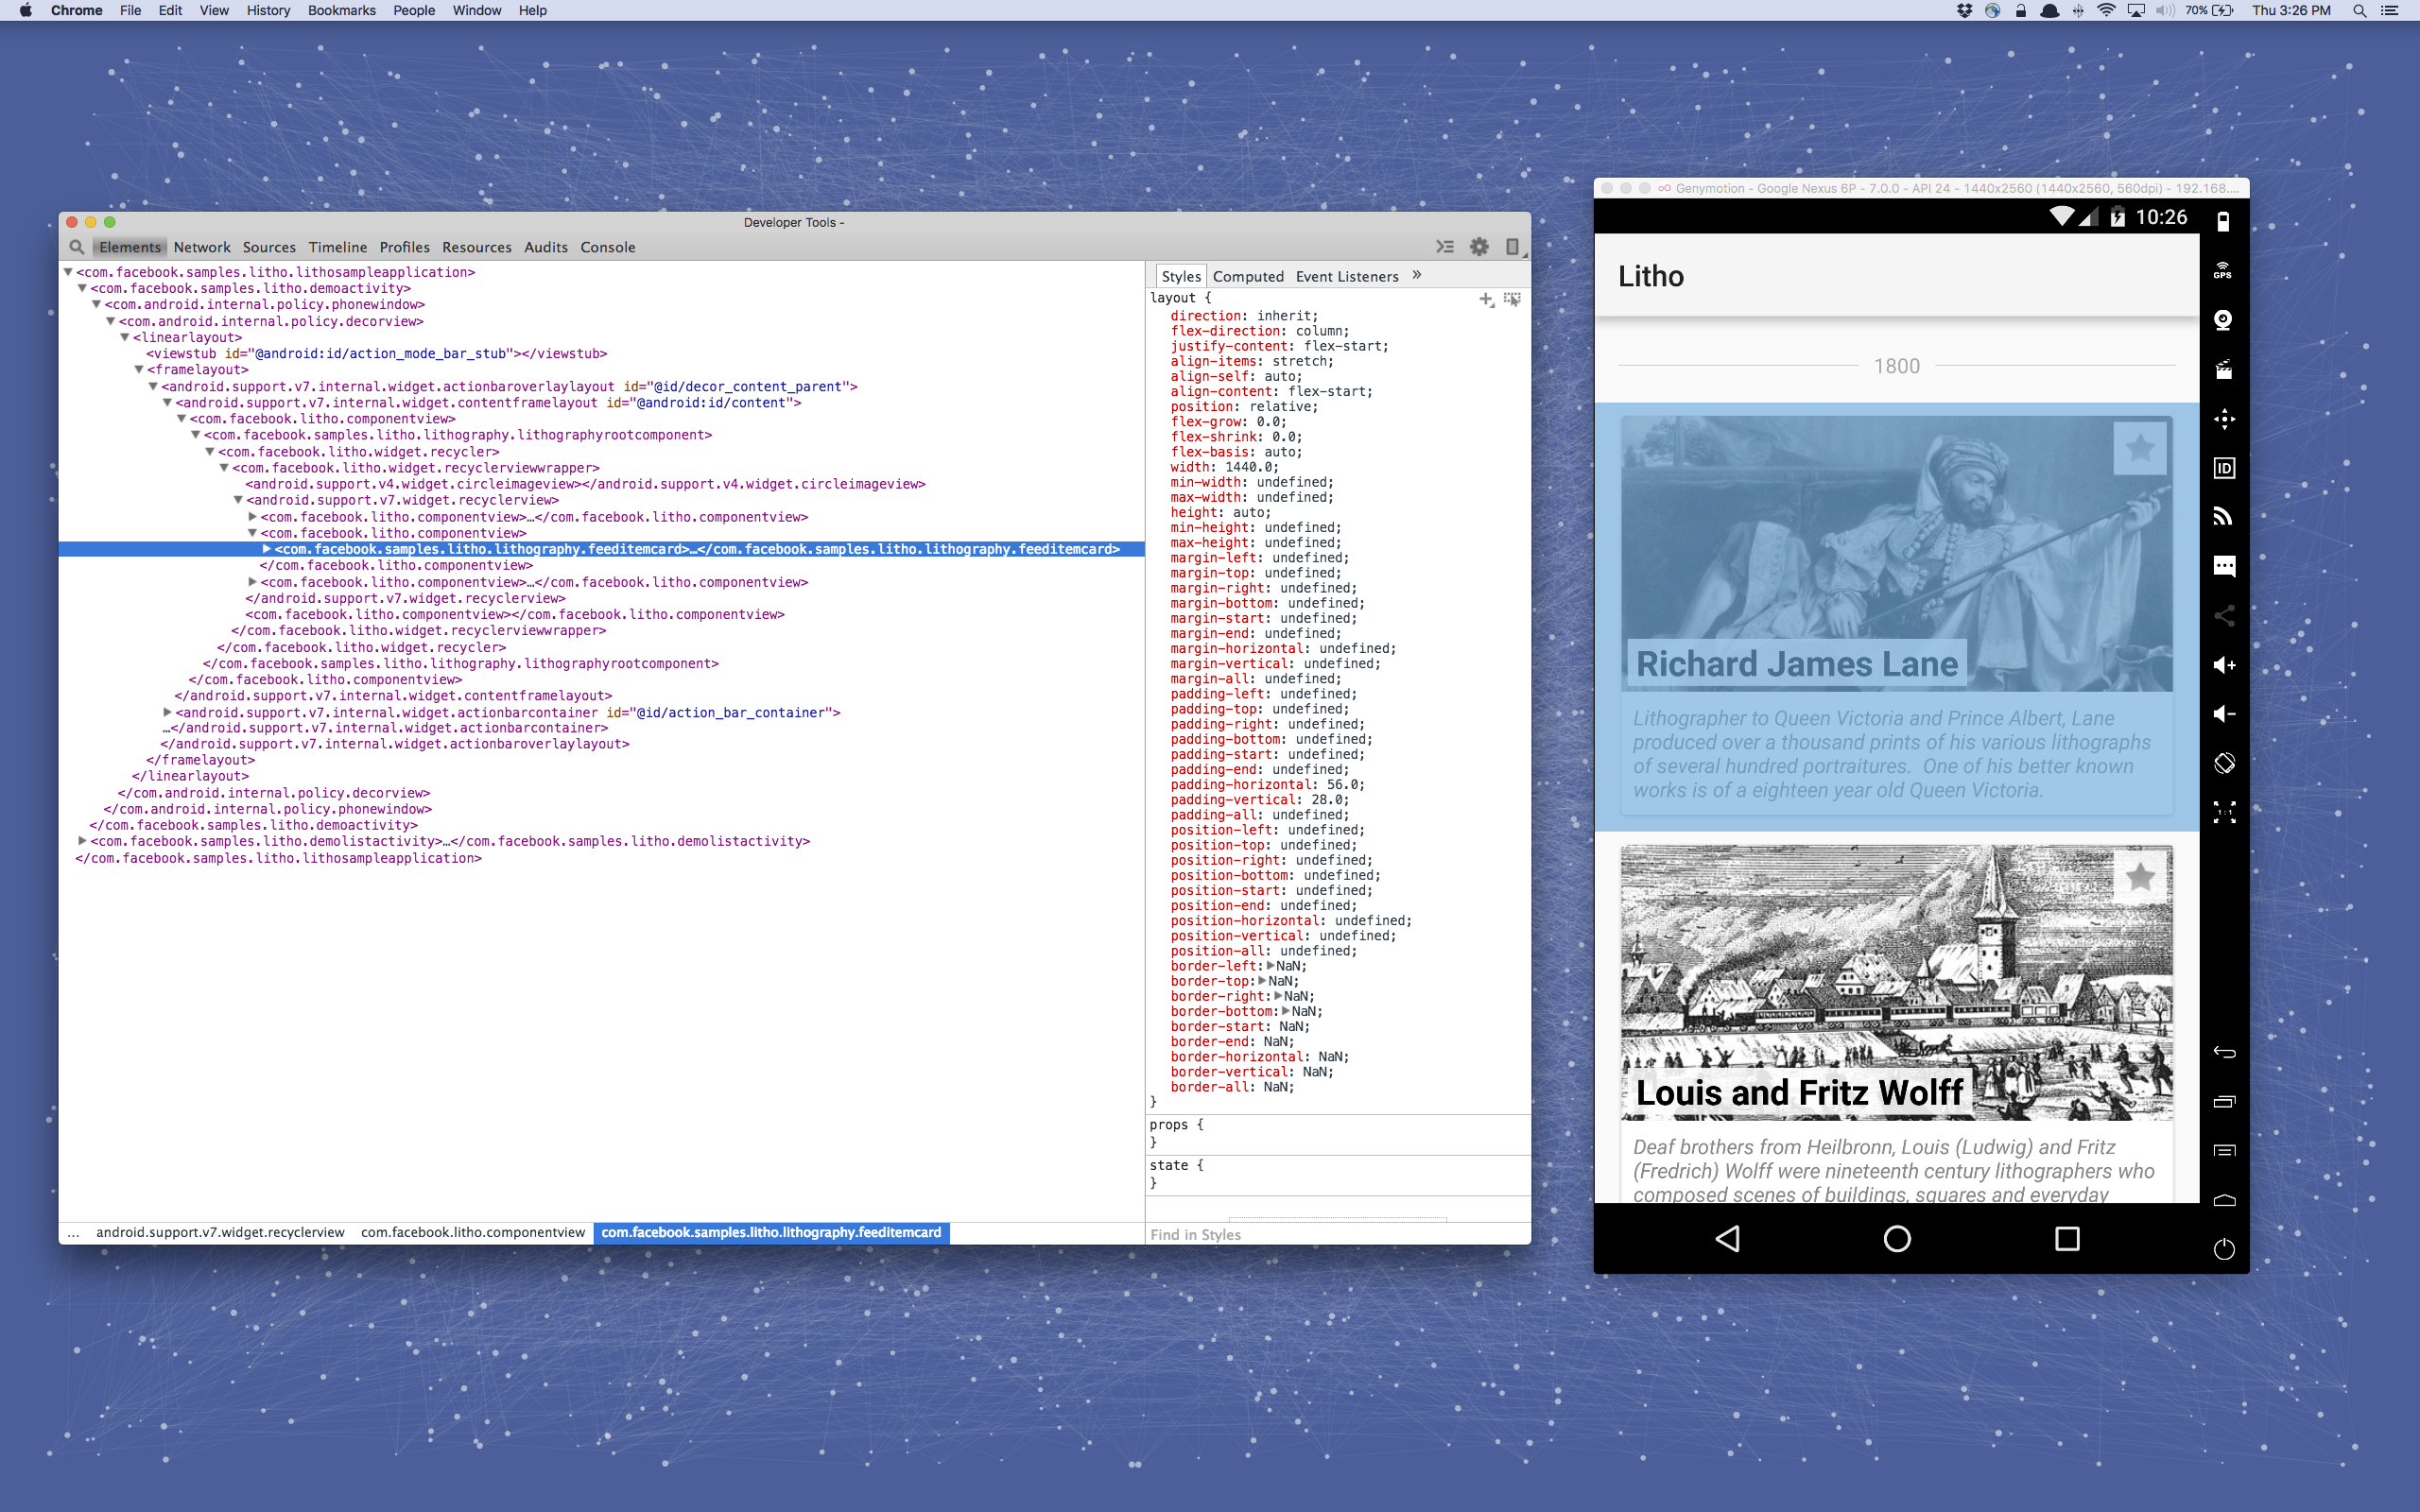 Chrome File Edit View History Bookmarks People Window Help
70% Thu 3:26 PM
Developer Tools -
Elements Network Sources Timeline Profiles Resources Audits Console
<com.facebook.samples.litho.lithosampleapplication>
<com.facebook.samples.litho.demoactivity>
<com.android.internal.policy.phonewindow>
<com.android.internal.policy.decorview>
<linearlayout>
<viewstub id="@android:id/action_mode_bar_stub"></viewstub>
<framelayout>
<android.support.v7.internal.widget.actionbaroverlaylayout id="@id/decor_content_parent">
<android.support.v7.internal.widget.contentframelayout id="@android:id/content">
<com.facebook.litho.componentview>
<com.facebook.samples.litho.lithography.lithographyrootcomponent>
<com.facebook.litho.widget.recycler>
<com.facebook.litho.widget.recyclerviewwrapper>
<android.support.v4.widget.circleimageview></android.support.v4.widget.circleimageview>
<android.support.v7.widget.recyclerview>
<com.facebook.litho.componentview>…</com.facebook.litho.componentview>
<com.facebook.litho.componentview>
<com.facebook.samples.litho.lithography.feeditemcard>…</com.facebook.samples.litho.lithography.feeditemcard>
</com.facebook.litho.componentview>
<com.facebook.litho.componentview>…</com.facebook.litho.componentview>
</android.support.v7.widget.recyclerview>
<com.facebook.litho.componentview></com.facebook.litho.componentview>
</com.facebook.litho.widget.recyclerviewwrapper>
</com.facebook.litho.widget.recycler>
</com.facebook.samples.litho.lithography.lithographyrootcomponent>
</com.facebook.litho.componentview>
</android.support.v7.internal.widget.contentframelayout>
<android.support.v7.internal.widget.actionbarcontainer id="@id/action_bar_container">
…</android.support.v7.internal.widget.actionbarcontainer>
</android.support.v7.internal.widget.actionbaroverlaylayout>
</framelayout>
</linearlayout>
</com.android.internal.policy.decorview>
</com.android.internal.policy.phonewindow>
</com.facebook.samples.litho.demoactivity>
<com.facebook.samples.litho.demolistactivity>…</com.facebook.samples.litho.demolistactivity>
</com.facebook.samples.litho.lithosampleapplication>
... android.support.v7.widget.recyclerview com.facebook.litho.componentview com.facebook.samples.litho.lithography.feeditemcard
Styles Computed Event Listeners »
layout {
direction: inherit;
flex-direction: column;
justify-content: flex-start;
align-items: stretch;
align-self: auto;
align-content: flex-start;
position: relative;
flex-grow: 0.0;
flex-shrink: 0.0;
flex-basis: auto;
width: 1440.0;
min-width: undefined;
max-width: undefined;
height: auto;
min-height: undefined;
max-height: undefined;
margin-left: undefined;
margin-top: undefined;
margin-right: undefined;
margin-bottom: undefined;
margin-start: undefined;
margin-end: undefined;
margin-horizontal: undefined;
margin-vertical: undefined;
margin-all: undefined;
padding-left: undefined;
padding-top: undefined;
padding-right: undefined;
padding-bottom: undefined;
padding-start: undefined;
padding-end: undefined;
padding-horizontal: 56.0;
padding-vertical: 28.0;
padding-all: undefined;
position-left: undefined;
position-top: undefined;
position-right: undefined;
position-bottom: undefined;
position-start: undefined;
position-end: undefined;
position-horizontal: undefined;
position-vertical: undefined;
position-all: undefined;
border-left: NaN;
border-top: NaN;
border-right: NaN;
border-bottom: NaN;
border-start: NaN;
border-end: NaN;
border-horizontal: NaN;
border-vertical: NaN;
border-all: NaN;
}
props {
}
state {
}
Find in Styles
Genymotion - Google Nexus 6P - 7.0.0 - API 24 - 1440x2560 (1440x2560, 560dpi) - 192.168....
10:26
GPS
ID
1:1
Litho
1800
Richard James Lane
Lithographer to Queen Victoria and Prince Albert, Lane
produced over a thousand prints of his various lithographs
of several hundred portraitures. One of his better known
works is of a eighteen year old Queen Victoria.
Louis and Fritz Wolff
Deaf brothers from Heilbronn, Louis (Ludwig) and Fritz
(Fredrich) Wolff were nineteenth century lithographers who
composed scenes of buildings, squares and everyday